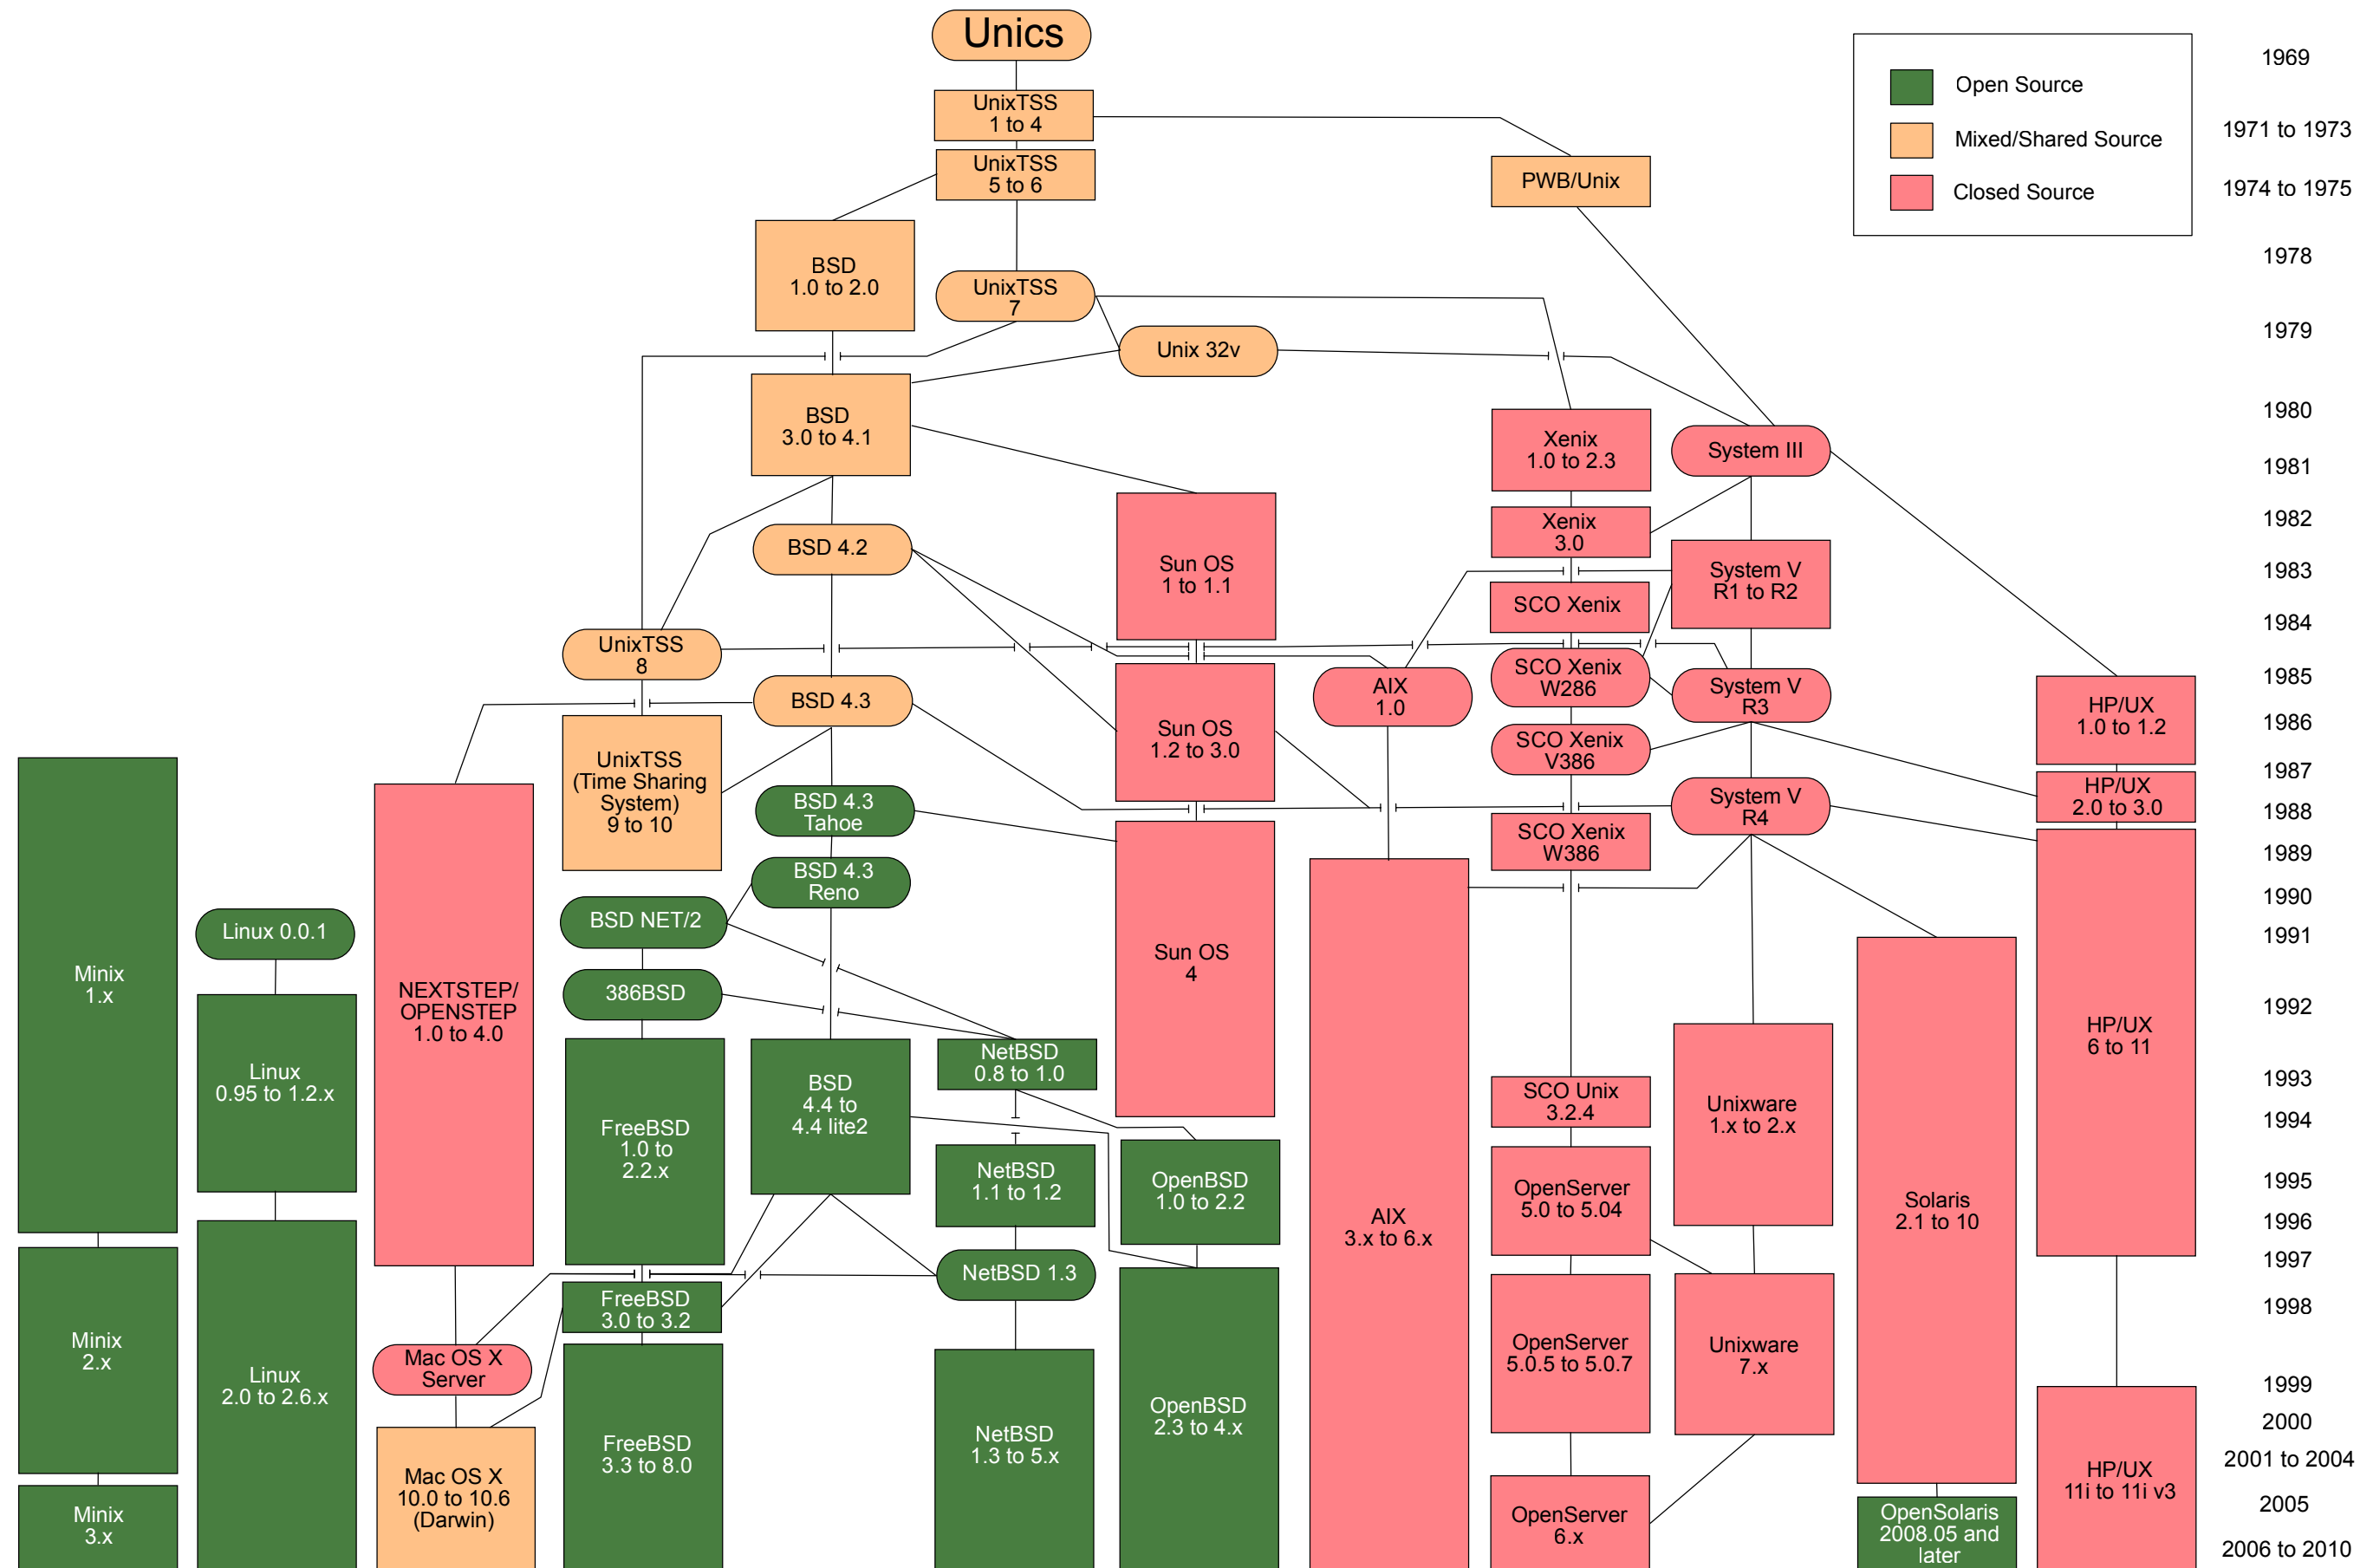 Unics
UnixTSS
1 to 4
UnixTSS
5 to 6
PWB/Unix
Open Source
Mixed/Shared Source
Closed Source
1969
1971 to 1973
1974 to 1975
1978
1979
1980
1981
1982
1983
1984
1985
1986
1987
1988
1989
1990
1991
1992
1993
1994
1995
1996
1997
1998
1999
2000
2001 to 2004
2005
2006 to 2010
BSD
1.0 to 2.0
UnixTSS
7
Unix 32v
BSD
3.0 to 4.1
Xenix
1.0 to 2.3
System III
Xenix
3.0
BSD 4.2
Sun OS
1 to 1.1
System V
R1 to R2
SCO Xenix
UnixTSS
8
SCO Xenix
W286
AIX
1.0
System V
R3
BSD 4.3
HP/UX
1.0 to 1.2
Sun OS
1.2 to 3.0
SCO Xenix
V386
UnixTSS
(Time Sharing
System)
9 to 10
HP/UX
2.0 to 3.0
BSD 4.3
Tahoe
System V
R4
SCO Xenix
W386
BSD 4.3
Reno
BSD NET/2
Linux 0.0.1
Sun OS
4
Minix
1.x
386BSD
NEXTSTEP/
OPENSTEP
1.0 to 4.0
HP/UX
6 to 11
Linux
0.95 to 1.2.x
NetBSD
0.8 to 1.0
BSD
4.4 to
4.4 lite2
SCO Unix
3.2.4
Unixware
1.x to 2.x
FreeBSD
1.0 to
2.2.x
NetBSD
1.1 to 1.2
OpenBSD
1.0 to 2.2
OpenServer
5.0 to 5.04
Solaris
2.1 to 10
AIX
3.x to 6.x
NetBSD 1.3
FreeBSD
3.0 to 3.2
Minix
2.x
Linux
2.0 to 2.6.x
Mac OS X
Server
OpenServer
5.0.5 to 5.0.7
Unixware
7.x
OpenBSD
2.3 to 4.x
NetBSD
1.3 to 5.x
FreeBSD
3.3 to 8.0
Mac OS X
10.0 to 10.6
(Darwin)
HP/UX
11i to 11i v3
Minix
3.x
OpenServer
6.x
OpenSolaris
2008.05 and
later